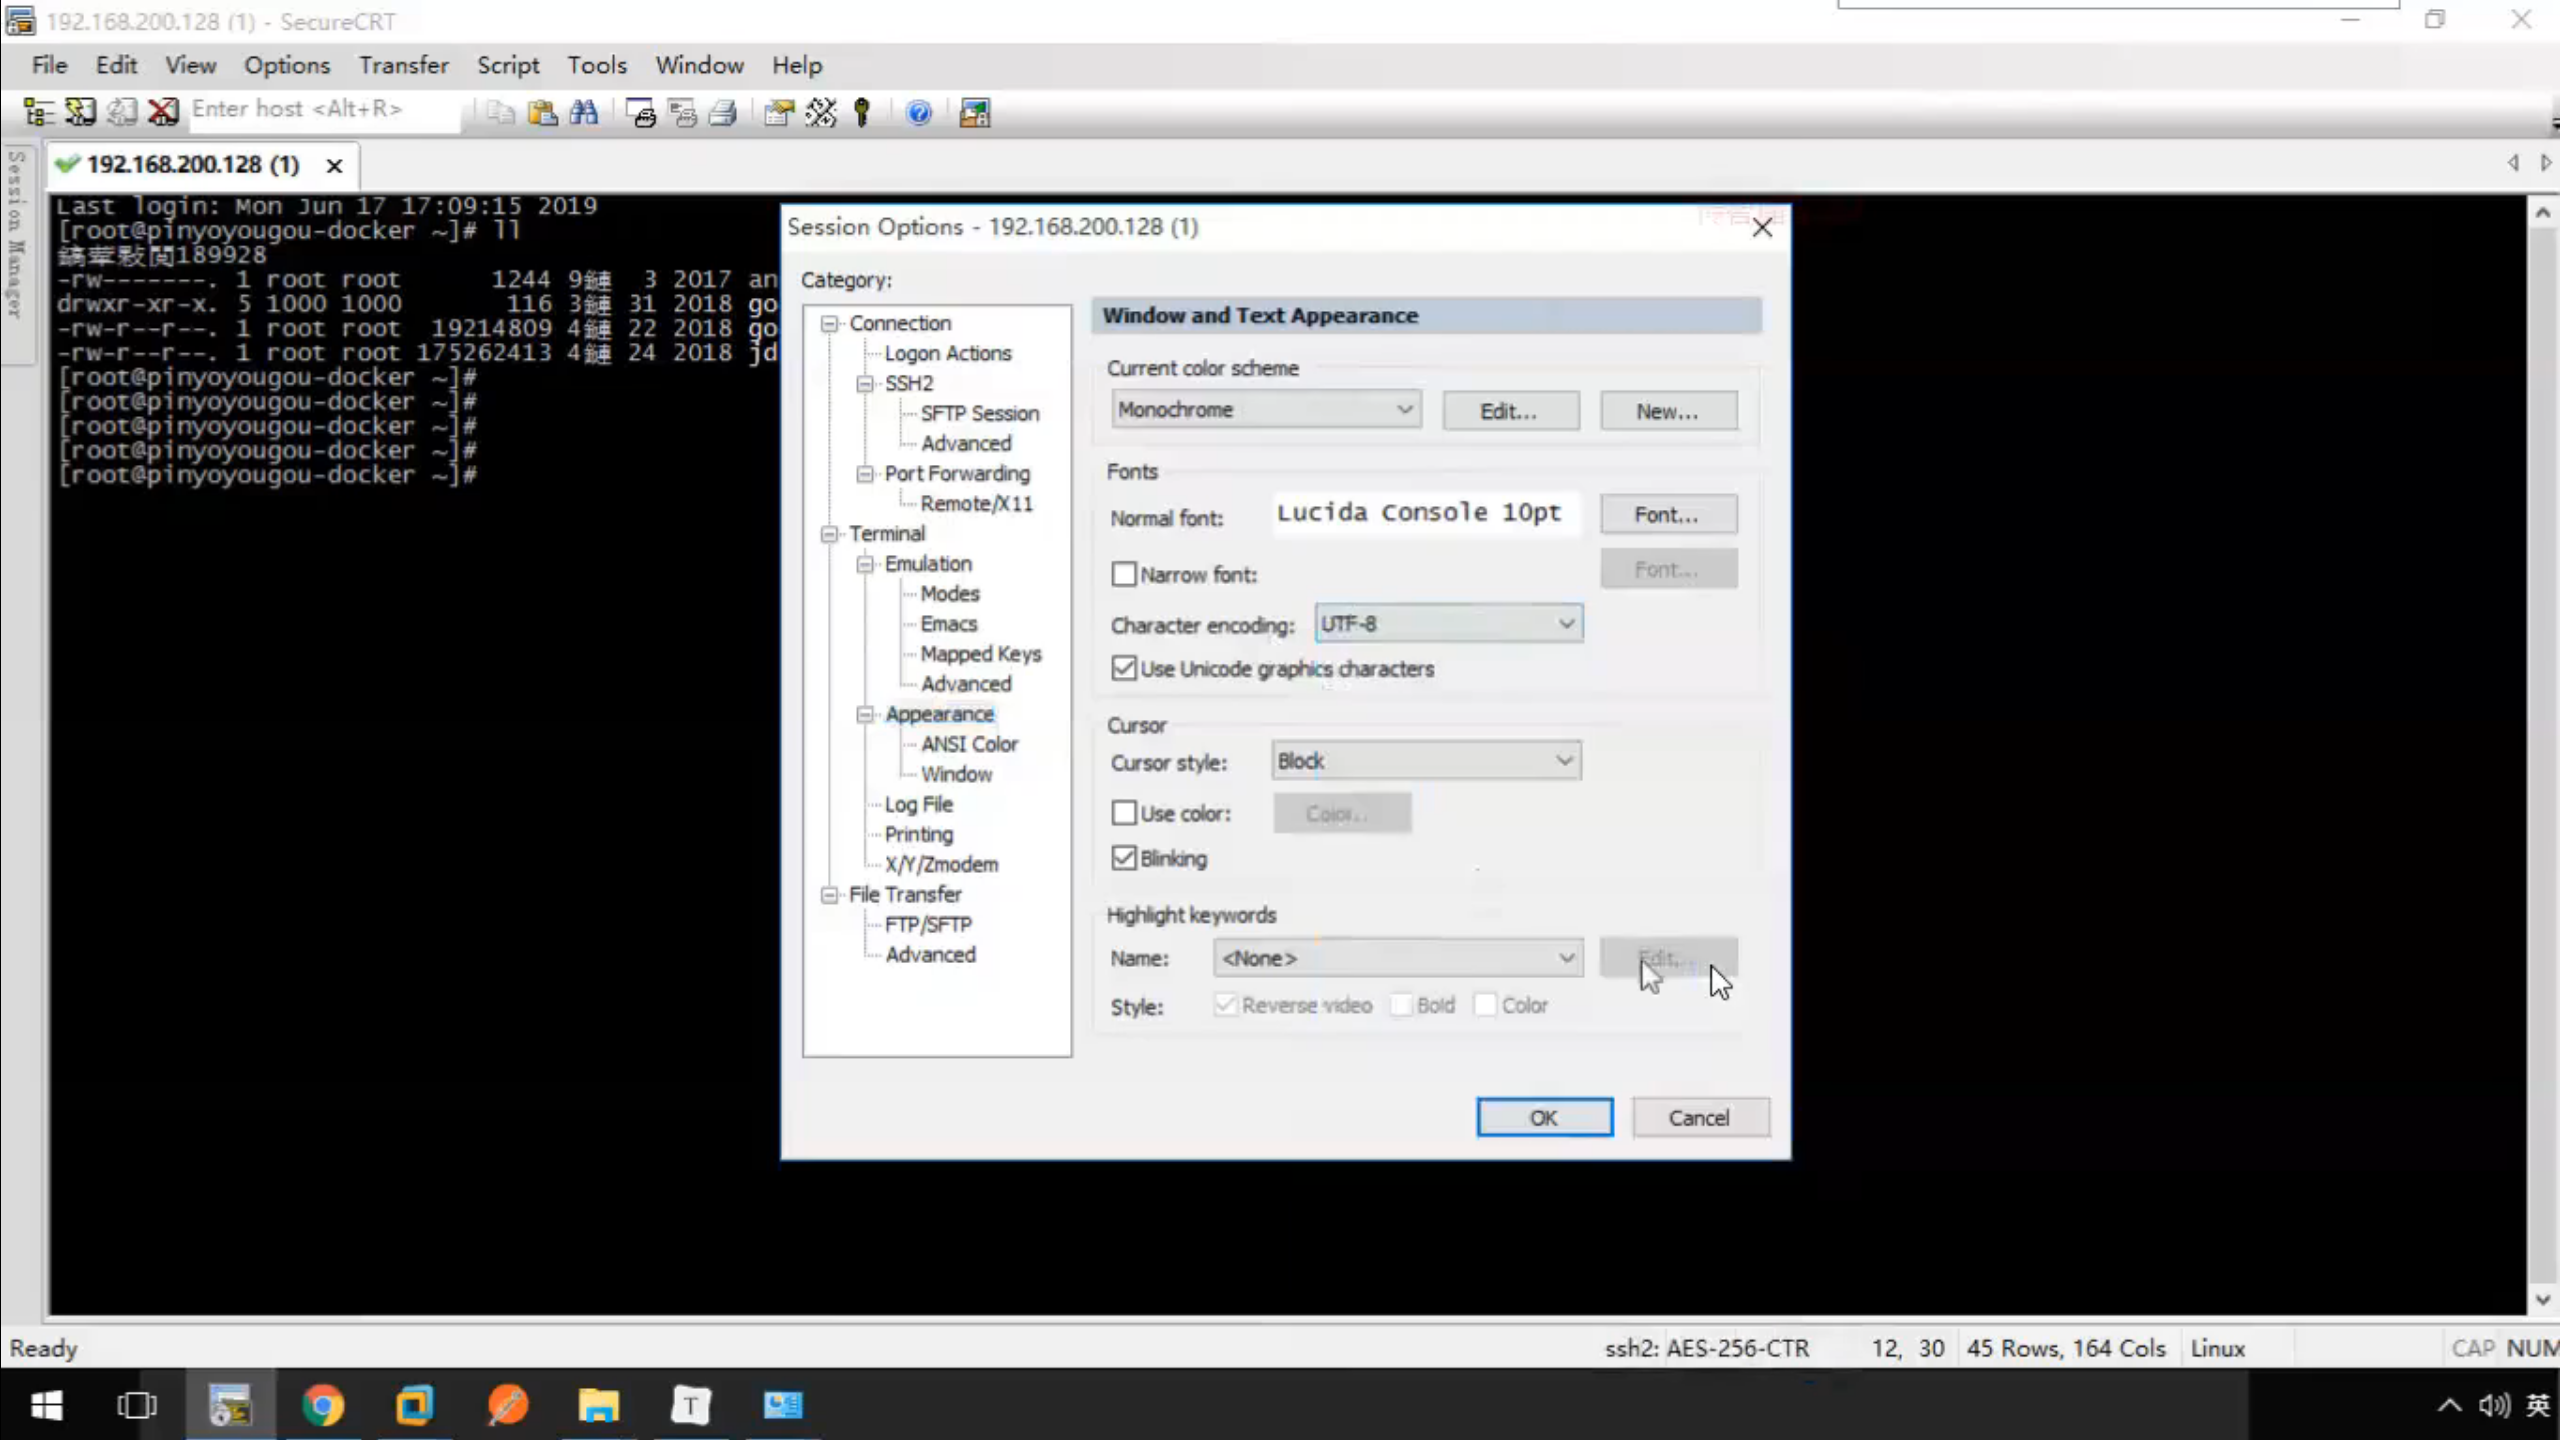 192.168.200.128 (1) - SecureCRT
File Edit View Options Transfer Script Tools Window Help
Enter host <Alt+R>
Session Manager
192.168.200.128 (1)
Last login: Mon Jun 17 17:09:15 2019
[root@pinyoyougou-docker ~]# ll
189928
-rw-------. 1 root root 1244 9鏈 3 2017 an
drwxr-xr-x. 5 1000 1000 116 3鏈 31 2018 go
-rw-r--r--. 1 root root 19214809 4鏈 22 2018 go
-rw-r--r--. 1 root root 175262413 4鏈 24 2018 jd
[root@pinyoyougou-docker ~]#
[root@pinyoyougou-docker ~]#
[root@pinyoyougou-docker ~]#
[root@pinyoyougou-docker ~]#
[root@pinyoyougou-docker ~]#
Session Options - 192.168.200.128 (1)
Category:
Connection
Logon Actions
SSH2
SFTP Session
Advanced
Port Forwarding
Remote/X11
Terminal
Emulation
Modes
Emacs
Mapped Keys
Advanced
Appearance
ANSI Color
Window
Log File
Printing
X/Y/Zmodem
File Transfer
FTP/SFTP
Advanced
Window and Text Appearance
Current color scheme
Monochrome Edit... New...
Fonts
Normal font: Lucida Console 10pt Font...
Narrow font: Font...
Character encoding: UTF-8
Use Unicode graphics characters
Cursor
Cursor style: Block
Use color: Color...
Blinking
Highlight keywords
Name: <None> Edit...
Style: Reverse video Bold Color
OK Cancel
Ready ssh2: AES-256-CTR 12, 30 45 Rows, 164 Cols Linux CAP NUM
T
英